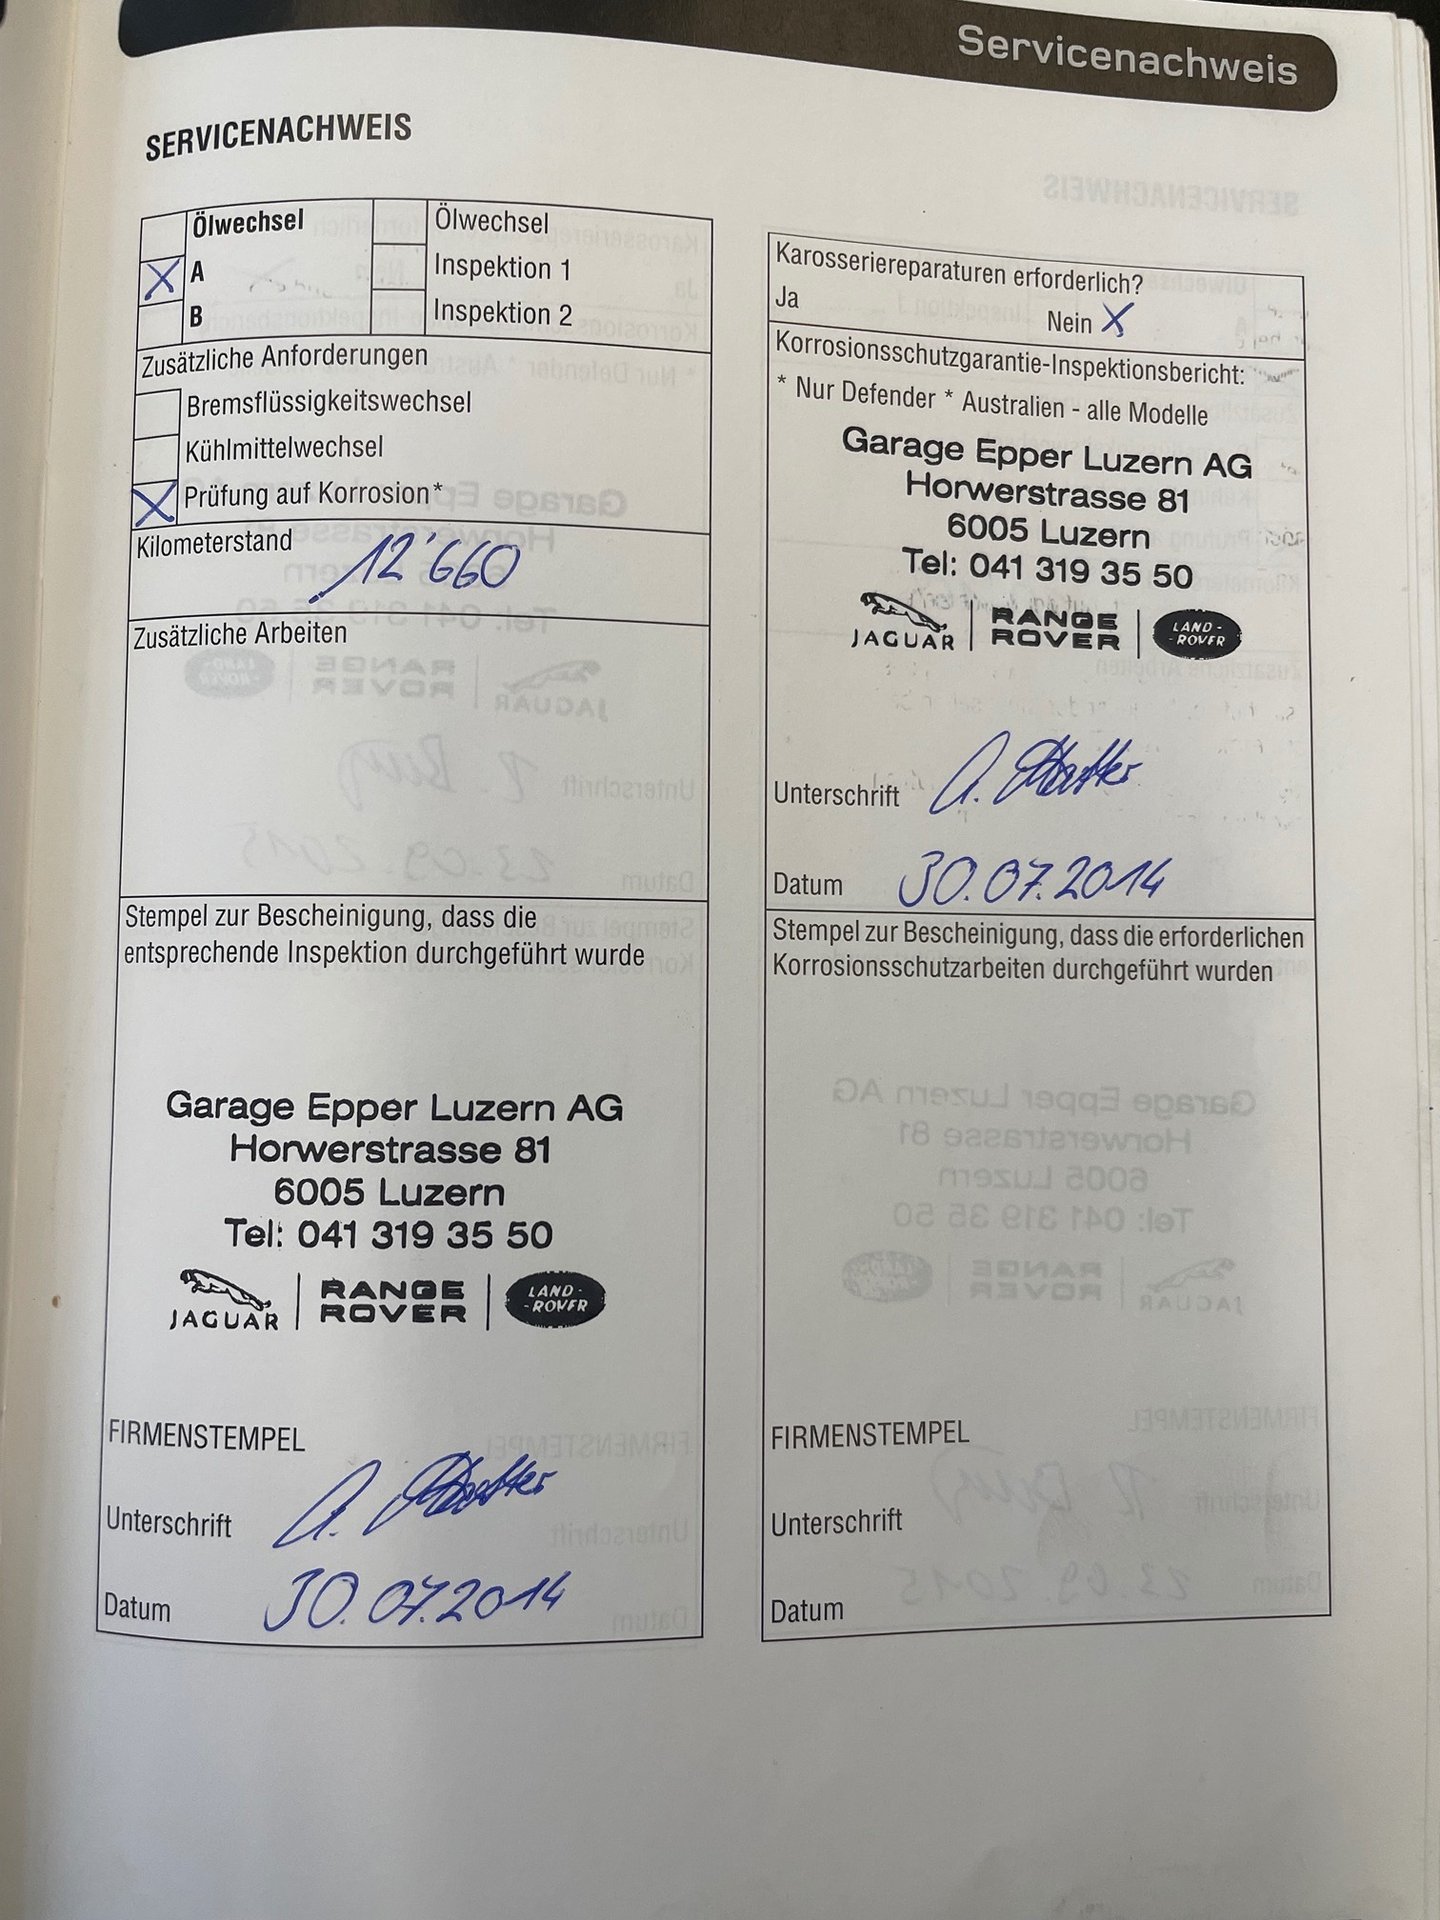 Servicenachweis
SERVICENACHWEIS
Ölwechsel
Ölwechsel
X A
Inspektion 1
B
Inspektion 2
Zusätzliche Anforderungen
Bremsflüssigkeitswechsel
Kühlmittelwechsel
X Prüfung auf Korrosion*
Kilometerstand 12'660
Zusätzliche Arbeiten
Stempel zur Bescheinigung, dass die
entsprechende Inspektion durchgeführt wurde
Garage Epper Luzern AG
Horwerstrasse 81
6005 Luzern
Tel: 041 319 35 50
JAGUAR
RANGE
ROVER
LAND-
-ROVER
FIRMENSTEMPEL
Unterschrift A.
Datum 30.07.2014
Karosseriereparaturen erforderlich?
Ja
Nein X
Korrosionsschutzgarantie-Inspektionsbericht:
* Nur Defender * Australien - alle Modelle
Garage Epper Luzern AG
Horwerstrasse 81
6005 Luzern
Tel: 041 319 35 50
JAGUAR
RANGE
ROVER
LAND-
-ROVER
Unterschrift A.
Datum 30.07.2014
Stempel zur Bescheinigung, dass die erforderlichen
Korrosionsschutzarbeiten durchgeführt wurden
FIRMENSTEMPEL
Unterschrift
Datum